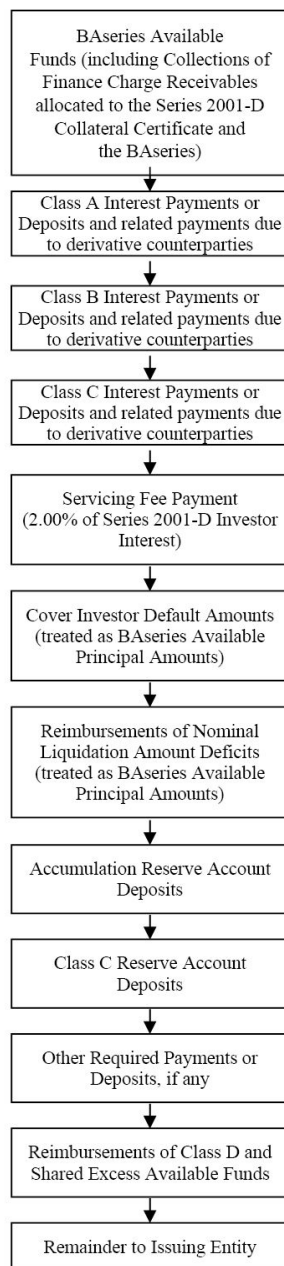 BAseries Available
Funds (including Collections of
Finance Charge Receivables
allocated to the Series 2001-D
Collateral Certificate and
the BAseries)
Class A Interest Payments or
Deposits and related payments due
to derivative counterparties
Class B Interest Payments or
Deposits and related payments due
to derivative counterparties
Class C Interest Payments or
Deposits and related payments due
to derivative counterparties
Servicing Fee Payment
(2.00% of Series 2001-D Investor
Interest)
Cover Investor Default Amounts
(treated as BAseries Available
Principal Amounts)
Reimbursements of Nominal
Liquidation Amount Deficits
(treated as BAseries Available
Principal Amounts)
Accumulation Reserve Account
Deposits
Class C Reserve Account
Deposits
Other Required Payments or
Deposits, if any
Reimbursements of Class D and
Shared Excess Available Funds
Remainder to Issuing Entity